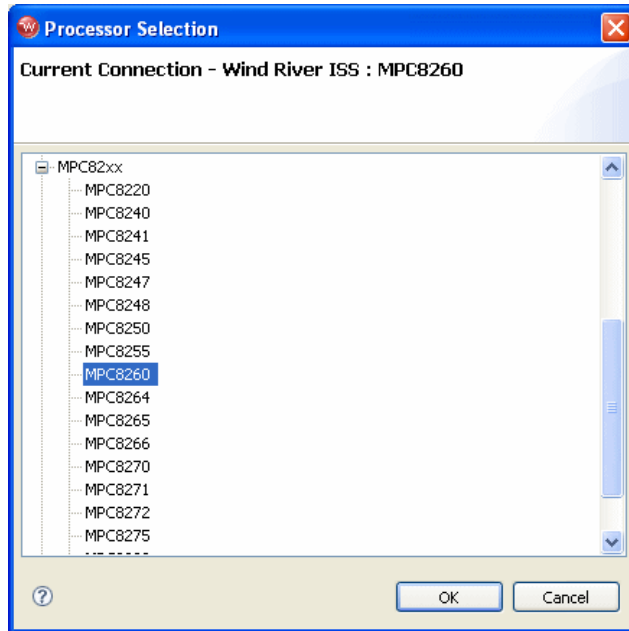 Processor Selection
Current Connection - Wind River ISS : MPC8260
MPC82xx
MPC8220
MPC8240
MPC8241
MPC8245
MPC8247
MPC8248
MPC8250
MPC8255
MPC8260
MPC8264
MPC8265
MPC8266
MPC8270
MPC8271
MPC8272
MPC8275
OK Cancel